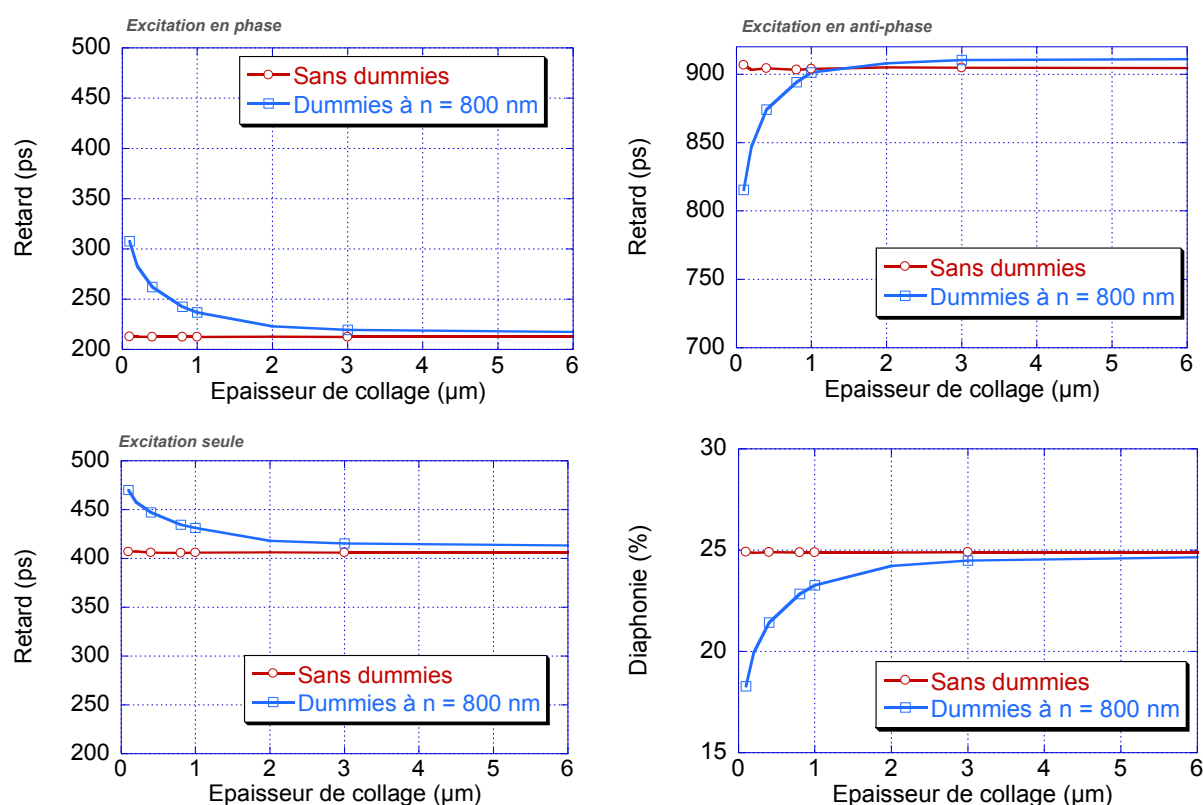 Excitation en phase
500
450
400
350
300
250
200
Retard (ps)
Sans dummies
Dummies à n = 800 nm
0 1 2 3 4 5 6
Epaisseur de collage (µm)
Excitation en anti-phase
900
850
800
750
700
Retard (ps)
Sans dummies
Dummies à n = 800 nm
0 1 2 3 4 5 6
Epaisseur de collage (µm)
Excitation seule
500
450
400
350
300
250
200
Retard (ps)
Sans dummies
Dummies à n = 800 nm
0 1 2 3 4 5 6
Epaisseur de collage (µm)
30
25
20
15
Diaphonie (%)
Sans dummies
Dummies à n = 800 nm
0 1 2 3 4 5 6
Epaisseur de collage (µm)